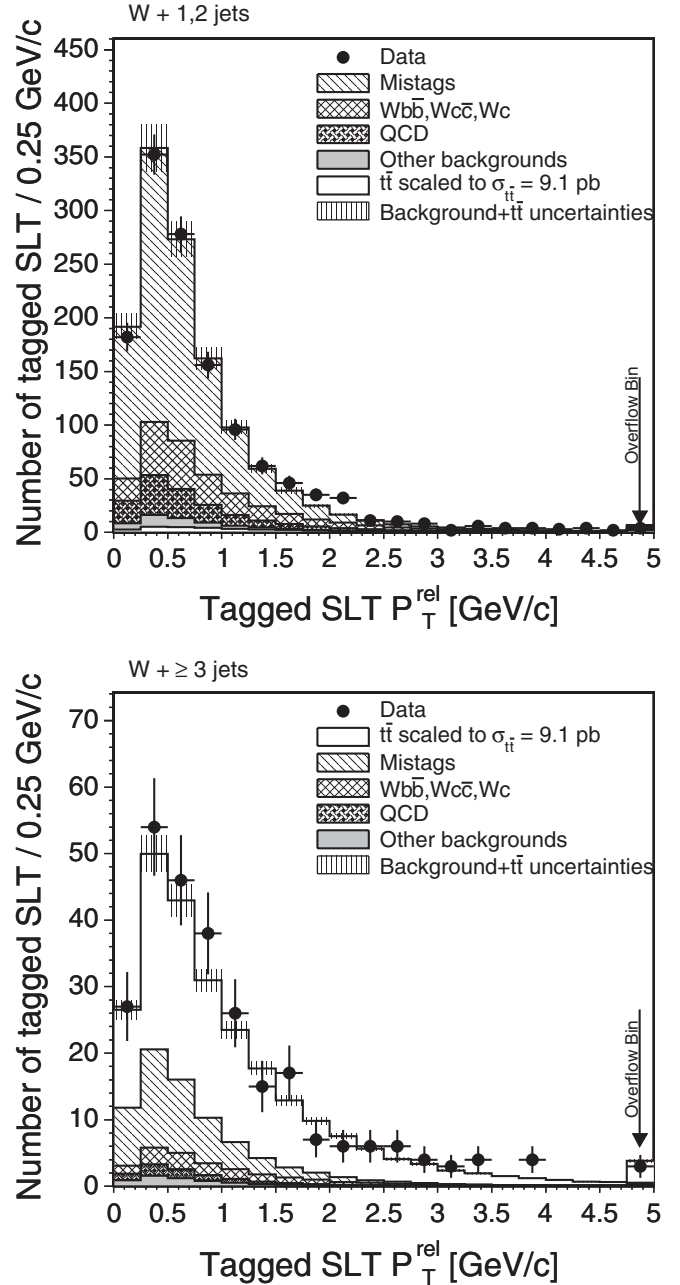 W + 1,2 jets
Number of tagged SLT / 0.25 GeV/c
450
400
350
300
250
200
150
100
50
0
Data
Mistags
Wbb̄,Wcc̄,Wc
QCD
Other backgrounds
tt̄ scaled to σtt̄ = 9.1 pb
Background+tt̄ uncertainties
Overflow Bin
0 0.5 1 1.5 2 2.5 3 3.5 4 4.5 5
Tagged SLT P_T^rel [GeV/c]
W + ≥ 3 jets
Number of tagged SLT / 0.25 GeV/c
70
60
50
40
30
20
10
0
Data
tt̄ scaled to σtt̄ = 9.1 pb
Mistags
Wbb̄,Wcc̄,Wc
QCD
Other backgrounds
Background+tt̄ uncertainties
Overflow Bin
0 0.5 1 1.5 2 2.5 3 3.5 4 4.5 5
Tagged SLT P_T^rel [GeV/c]